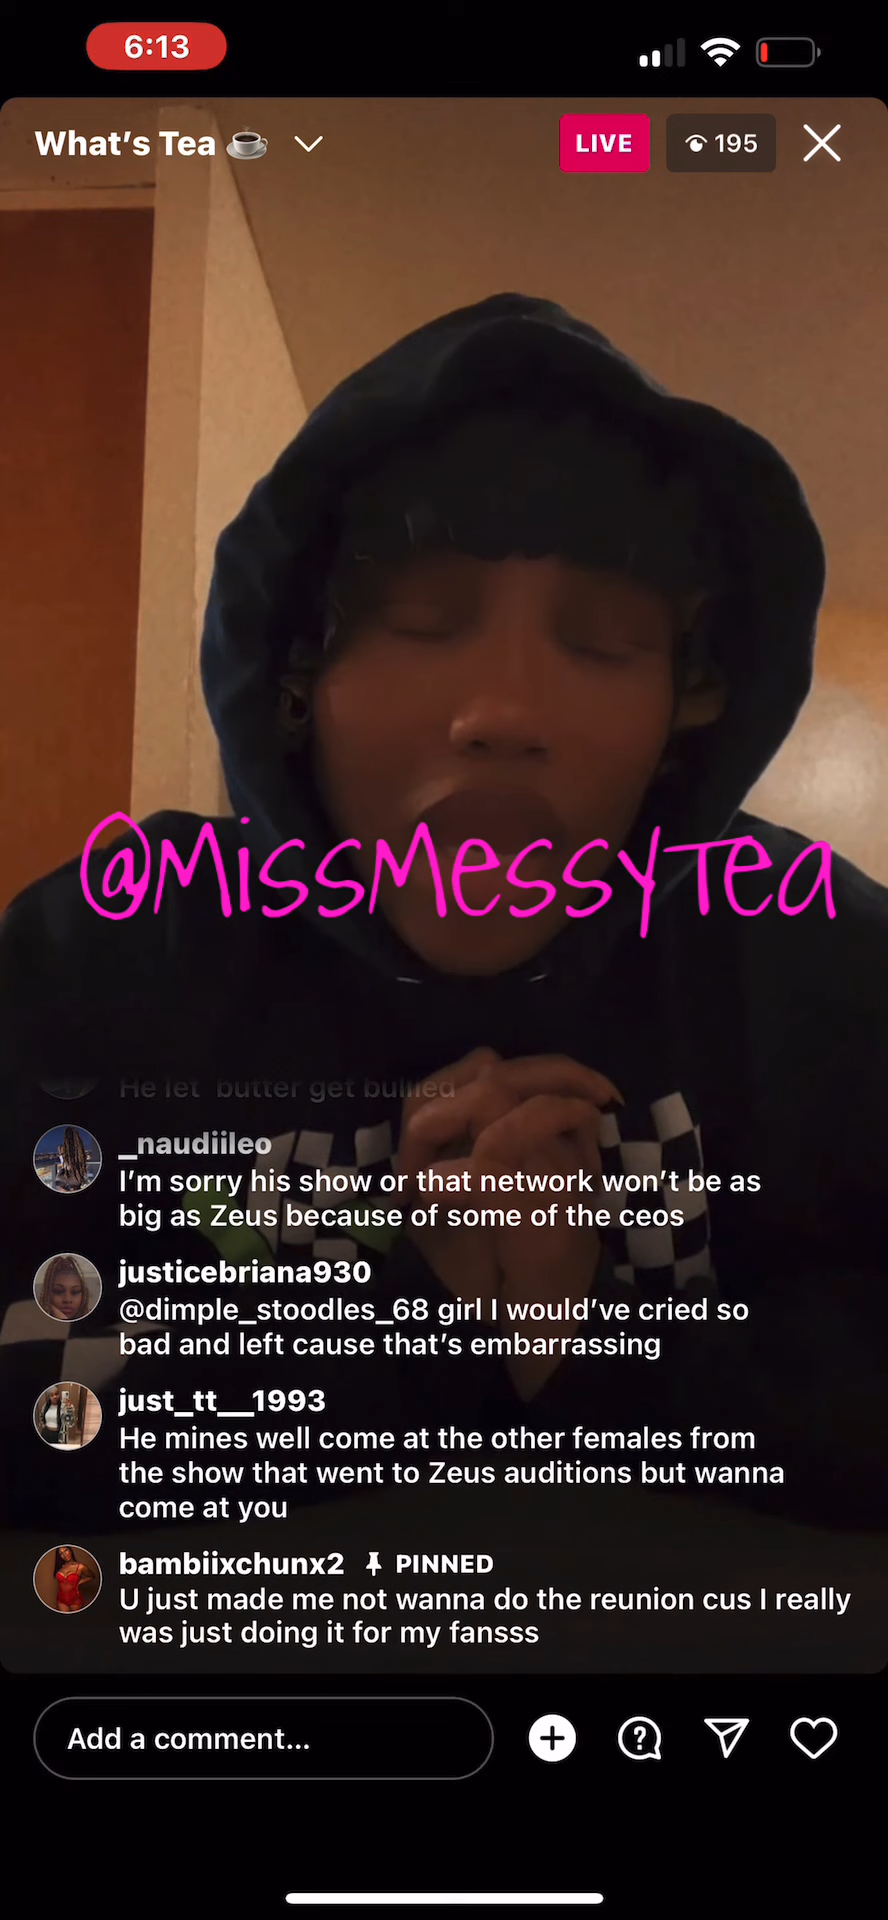 6:13
What's Tea ☕
LIVE
195
@MissMessyTea
He let butter get bullied
_naudiileo
I'm sorry his show or that network won't be as
big as Zeus because of some of the ceos
justicebriana930
@dimple_stoodles_68 girl I would've cried so
bad and left cause that's embarrassing
just_tt__1993
He mines well come at the other females from
the show that went to Zeus auditions but wanna
come at you
bambiixchunx2 PINNED
U just made me not wanna do the reunion cus I really
was just doing it for my fansss
Add a comment...